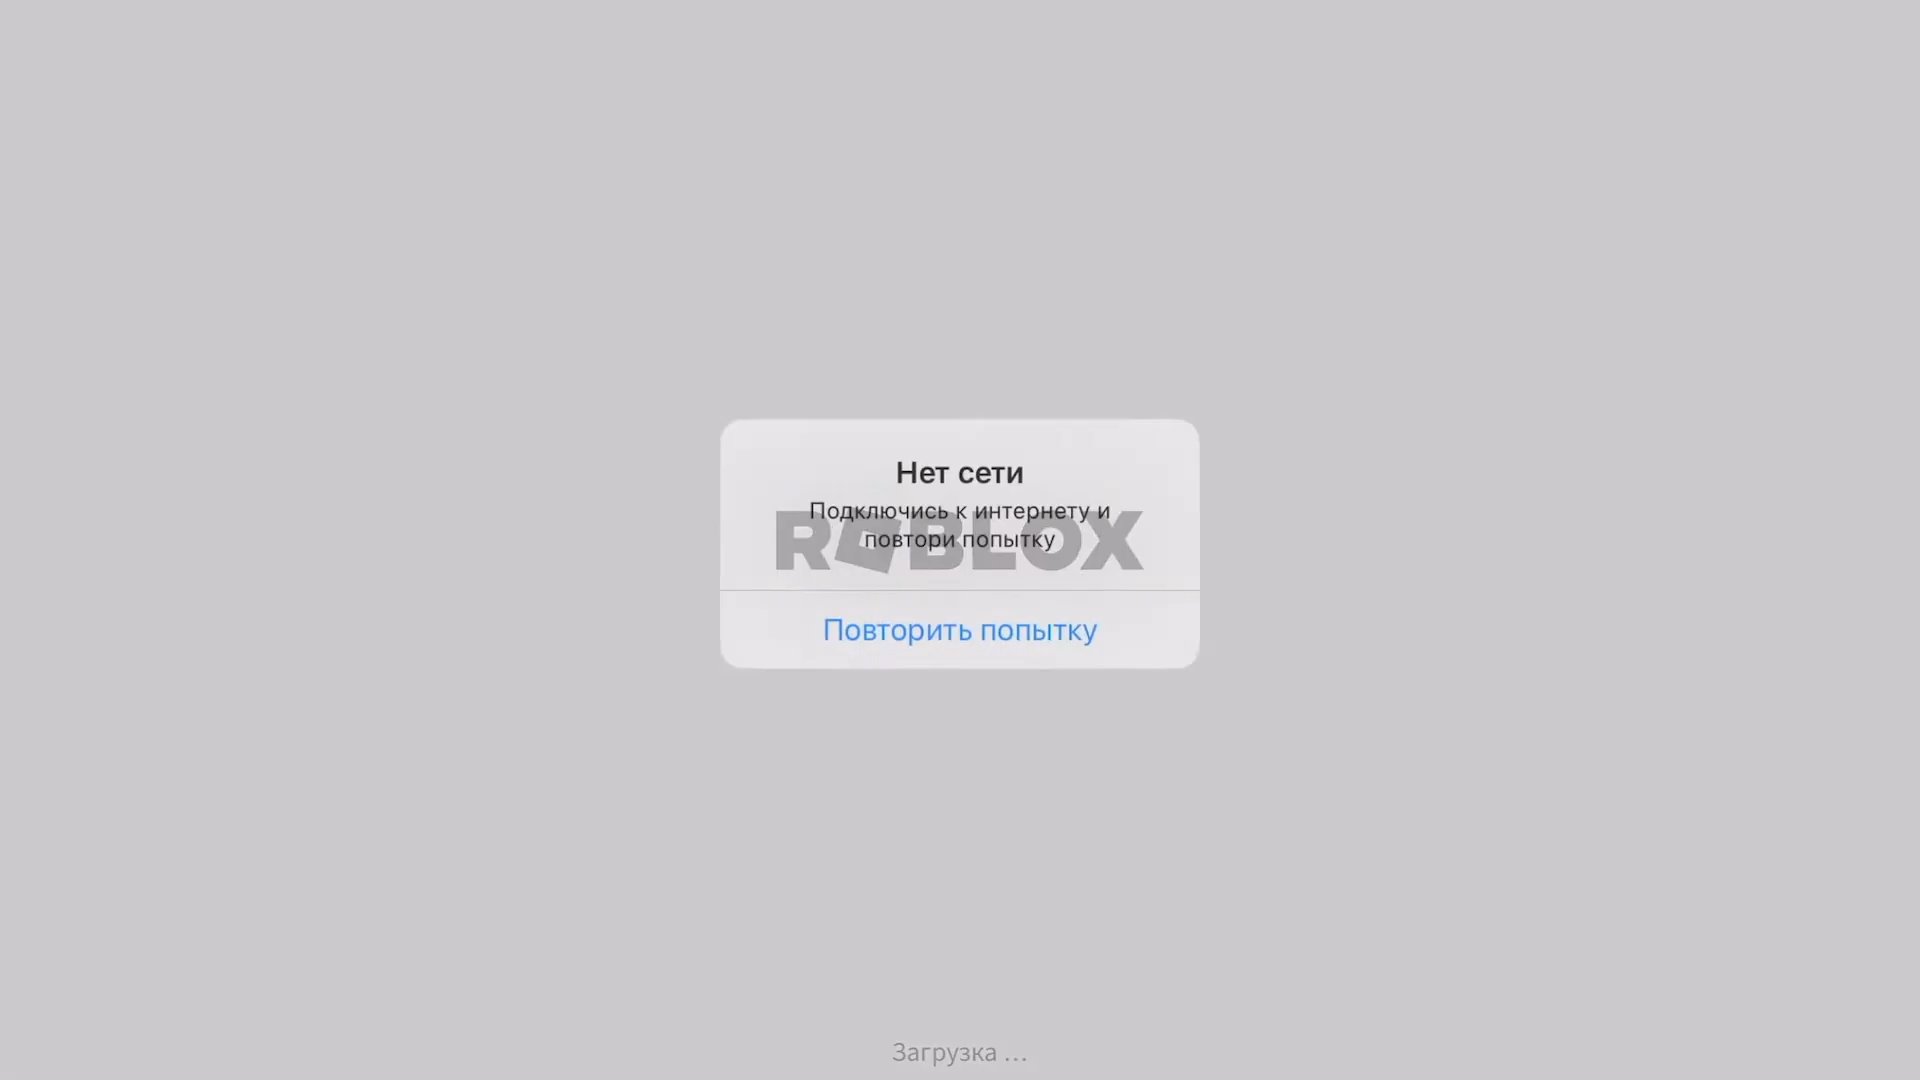 Нет сети
Подключись к интернету и
повтори попытку
ROBLOX
Повторить попытку
Загрузка ...